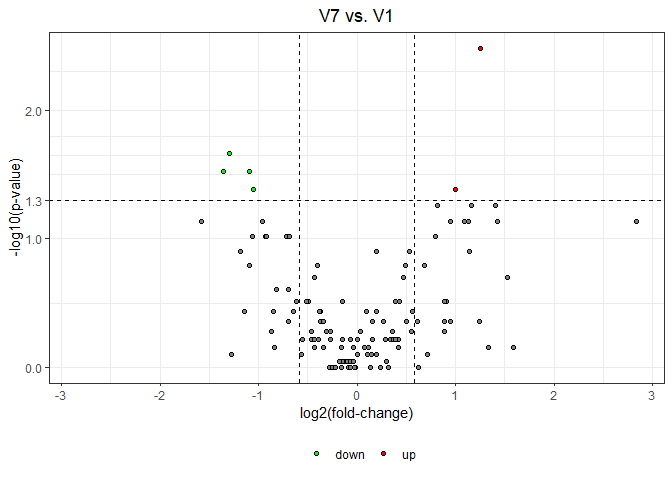 V7 vs. V1
-log10(p-value)
2.0
1.3
1.0
0.0
-3 -2 -1 0 1 2 3
log2(fold-change)
down up